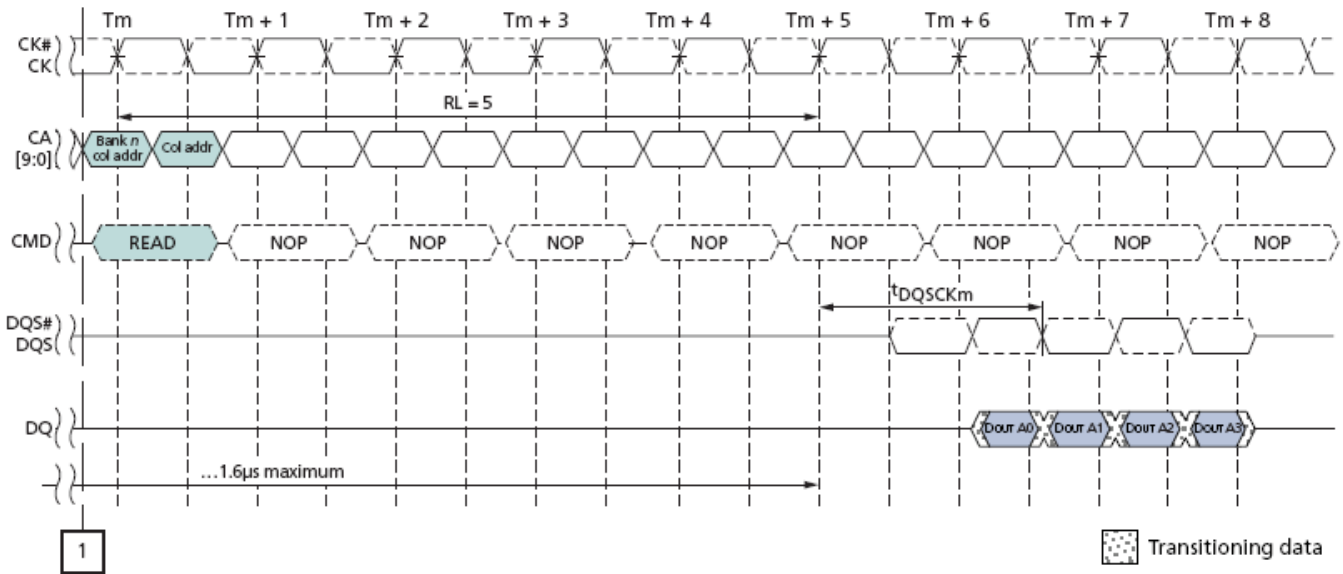 Tm Tm + 1 Tm + 2 Tm + 3 Tm + 4 Tm + 5 Tm + 6 Tm + 7 Tm + 8
CK#
CK
RL = 5
CA
[9:0]
Bank n
col addr
Col addr
CMD READ NOP NOP NOP NOP NOP NOP NOP NOP
tDQSCKm
DQS#
DQS
DQ DOUT A0 DOUT A1 DOUT A2 DOUT A3
…1.6µs maximum
1
Transitioning data